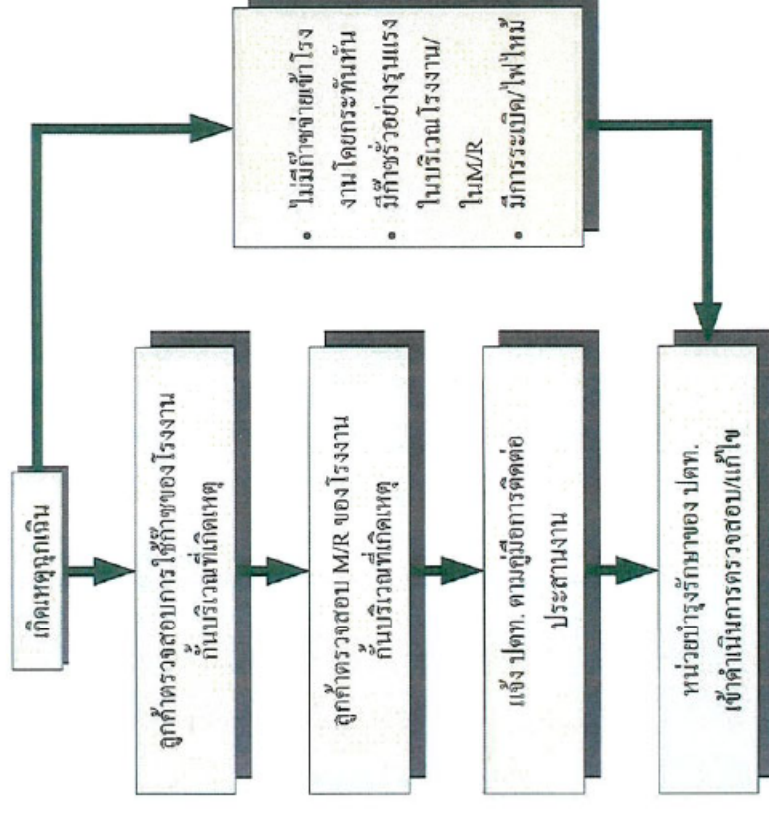 เกิดเหตุฉุกเฉิน
ลูกค้าตรวจสอบการใช้ก๊าซของโรงงาน
กั้นบริเวณที่เกิดเหตุ
ลูกค้าตรวจสอบ M/R ของโรงงาน
กั้นบริเวณที่เกิดเหตุ
แจ้ง ปตท. ตามคู่มือการติดต่อ
ประสานงาน
หน่วยบำรุงรักษาของ ปตท.
เข้าดำเนินการตรวจสอบ/แก้ไข
• ไม่มีก๊าซจ่ายเข้าโรง
งานโดยกระทันหัน
• มีก๊าซรั่วอย่างรุนแรง
ในบริเวณโรงงาน/
ในM/R
• มีการระเบิด/ไฟไหม้